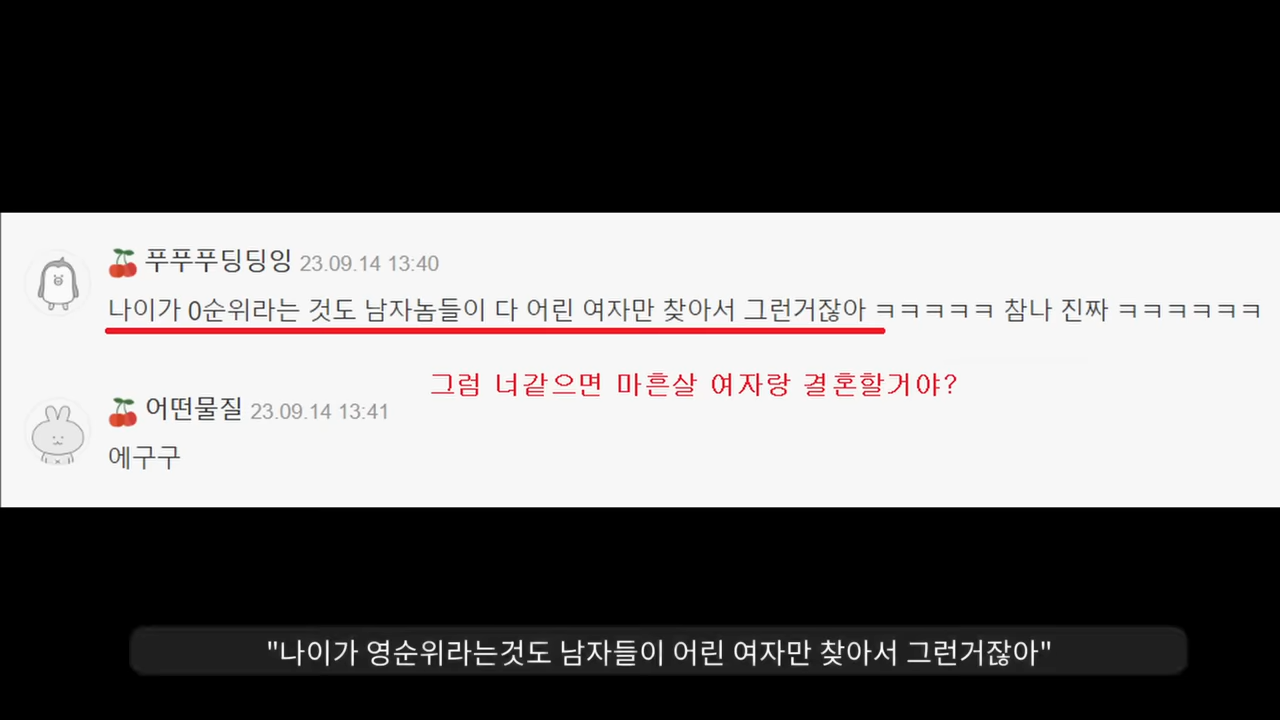 푸푸푸딩딩잉 23.09.14 13:40
나이가 0순위라는 것도 남자놈들이 다 어린 여자만 찾아서 그런거잖아 ㅋㅋㅋㅋㅋ 참나 진짜 ㅋㅋㅋㅋㅋㅋ
그럼 너같으면 마흔살 여자랑 결혼할거야?
어떤물질 23.09.14 13:41
에구구
"나이가 영순위라는것도 남자들이 어린 여자만 찾아서 그런거잖아"